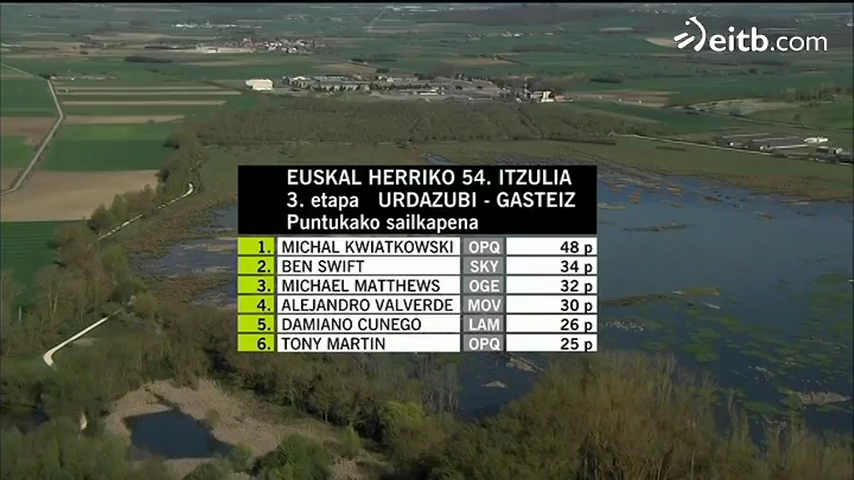 eitb.com
EUSKAL HERRIKO 54. ITZULIA
3. etapa URDAZUBI - GASTEIZ
Puntukako sailkapena
1. MICHAL KWIATKOWSKI OPQ 48 p
2. BEN SWIFT SKY 34 p
3. MICHAEL MATTHEWS OGE 32 p
4. ALEJANDRO VALVERDE MOV 30 p
5. DAMIANO CUNEGO LAM 26 p
6. TONY MARTIN OPQ 25 p